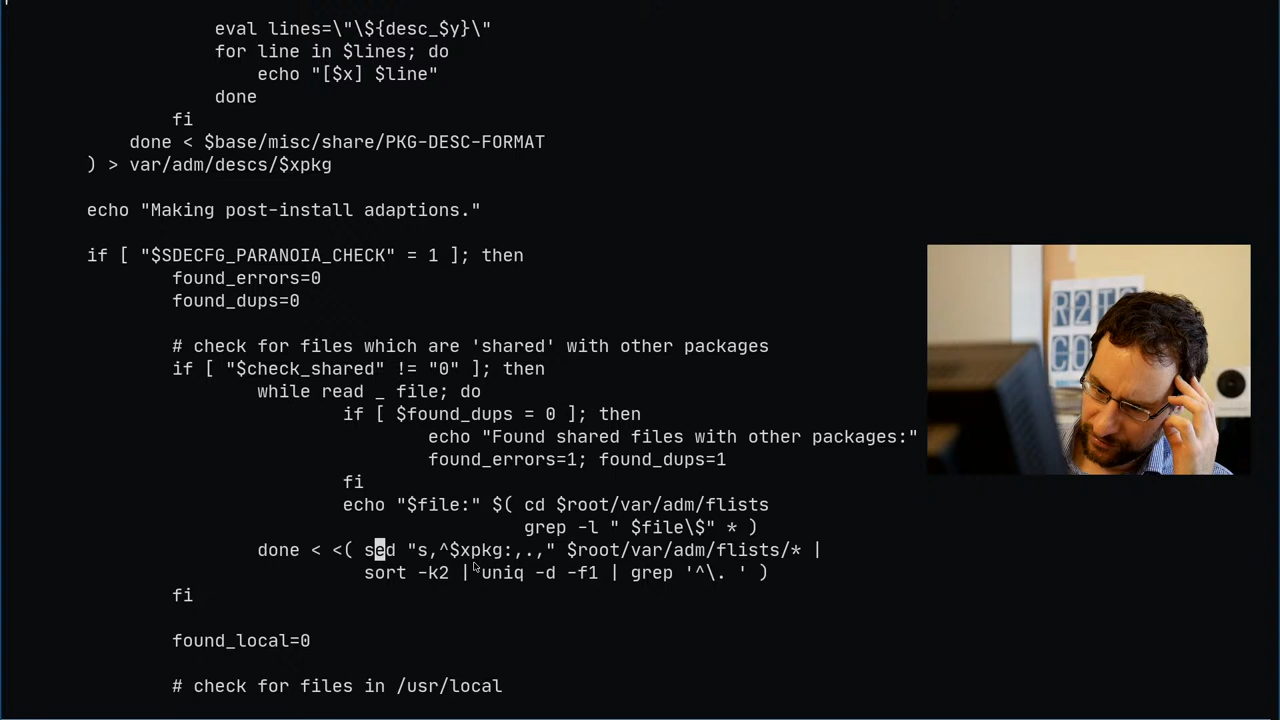 eval lines=\"\${desc_$y}\"
for line in $lines; do
echo "[$x] $line"
done
fi
done < $base/misc/share/PKG-DESC-FORMAT
) > var/adm/descs/$xpkg
echo "Making post-install adaptions."
if [ "$SDECFG_PARANOIA_CHECK" = 1 ]; then
found_errors=0
found_dups=0
# check for files which are 'shared' with other packages
if [ "$check_shared" != "0" ]; then
while read _ file; do
if [ $found_dups = 0 ]; then
echo "Found shared files with other packages:"
found_errors=1; found_dups=1
fi
echo "$file:" $( cd $root/var/adm/flists
grep -l " $file\$" * )
done < <( sed "s,^$xpkg:,.," $root/var/adm/flists/* |
sort -k2 | uniq -d -f1 | grep '^\. ' )
fi
found_local=0
# check for files in /usr/local